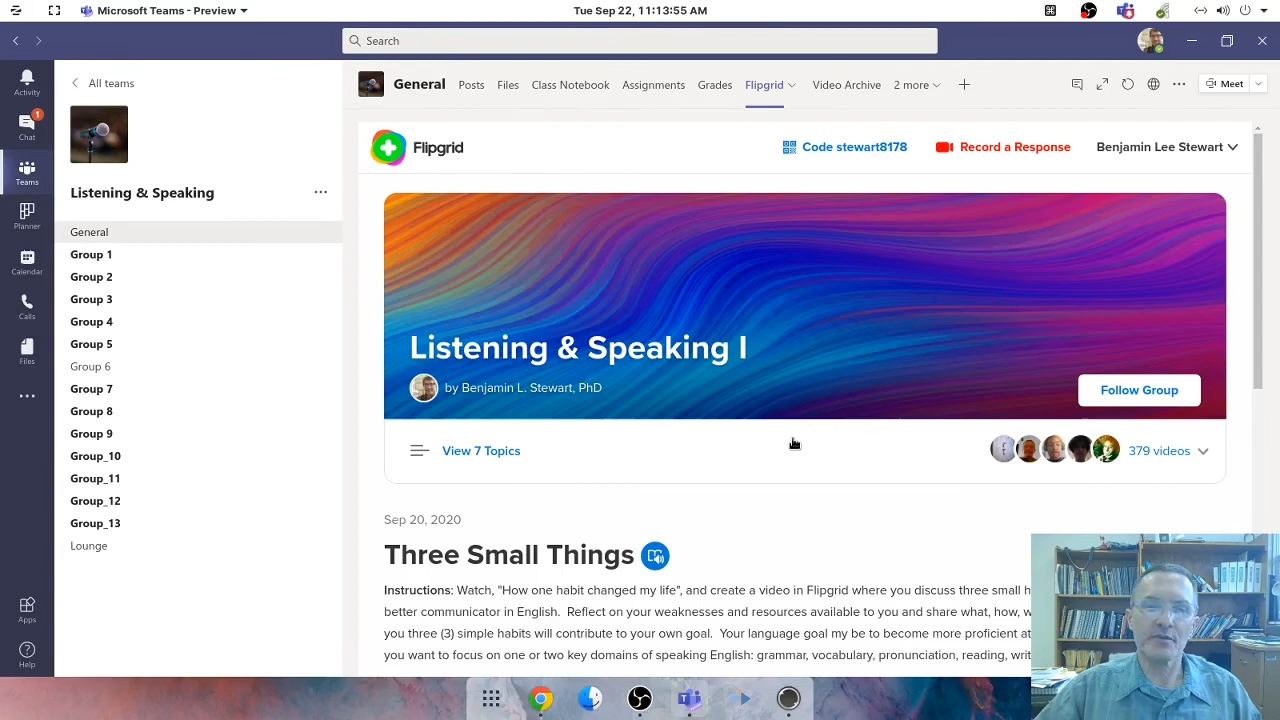 Microsoft Teams - Preview
Tue Sep 22, 11:13:55 AM
Search
Activity
Chat
1
Teams
Planner
Calendar
Calls
Files
Apps
Help
All teams
Listening & Speaking
General
Group 1
Group 2
Group 3
Group 4
Group 5
Group 6
Group 7
Group 8
Group 9
Group_10
Group_11
Group_12
Group_13
Lounge
General Posts Files Class Notebook Assignments Grades Flipgrid Video Archive 2 more Meet
Flipgrid
Code stewart8178 Record a Response Benjamin Lee Stewart
Listening & Speaking I
by Benjamin L. Stewart, PhD
Follow Group
View 7 Topics
379 videos
Sep 20, 2020
Three Small Things
Instructions: Watch, "How one habit changed my life", and create a video in Flipgrid where you discuss three small
better communicator in English. Reflect on your weaknesses and resources available to you and share what, how,
you three (3) simple habits will contribute to your own goal. Your language goal my be to become more proficient
you want to focus on one or two key domains of speaking English: grammar, vocabulary, pronunciation, reading,